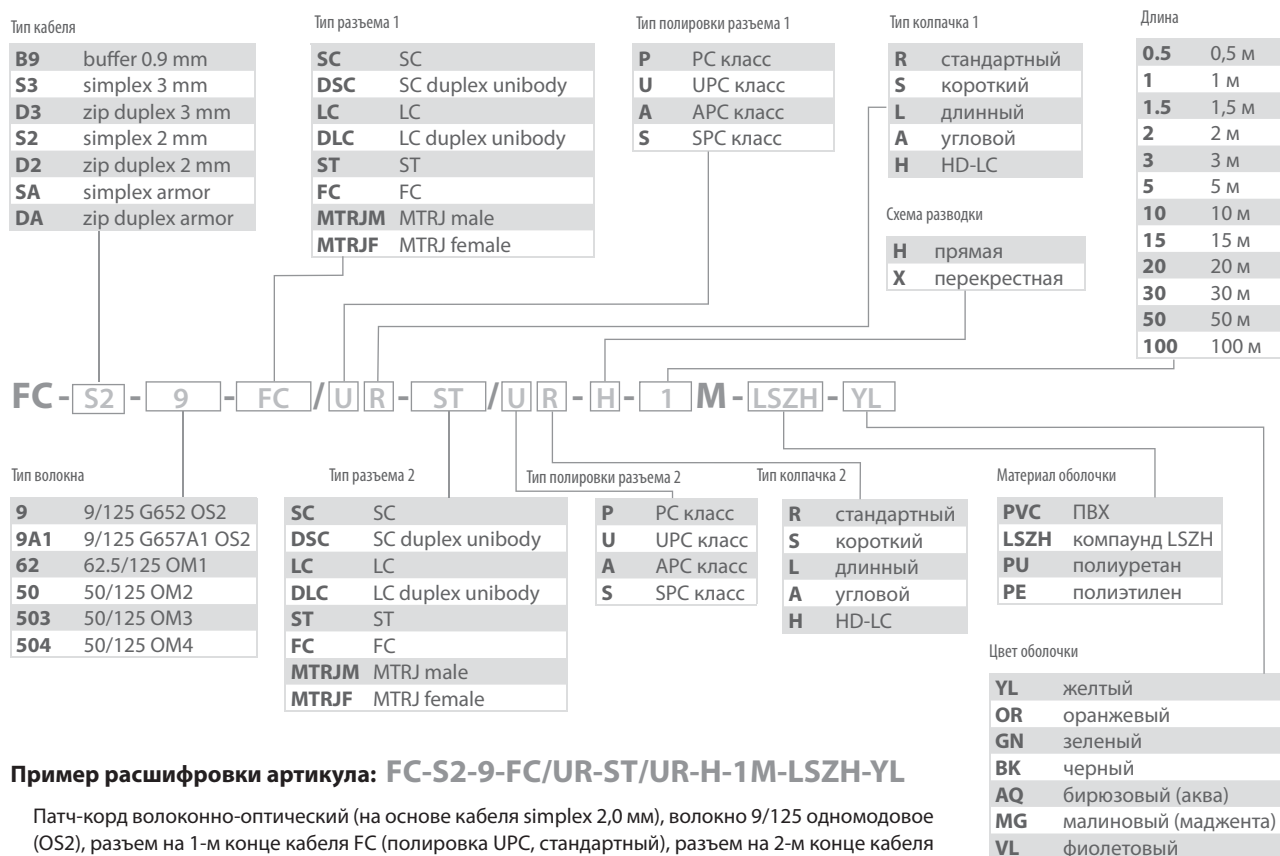 Тип кабеля
B9 buffer 0.9 mm
S3 simplex 3 mm
D3 zip duplex 3 mm
S2 simplex 2 mm
D2 zip duplex 2 mm
SA simplex armor
DA zip duplex armor
Тип разъема 1
SC SC
DSC SC duplex unibody
LC LC
DLC LC duplex unibody
ST ST
FC FC
MTRJM MTRJ male
MTRJF MTRJ female
Тип полировки разъема 1
P PC класс
U UPC класс
A APC класс
S SPC класс
Тип колпачка 1
R стандартный
S короткий
L длинный
A угловой
H HD-LC
Схема разводки
H прямая
X перекрестная
Длина
0.5 0,5 м
1 1 м
1.5 1,5 м
2 2 м
3 3 м
5 5 м
10 10 м
15 15 м
20 20 м
30 30 м
50 50 м
100 100 м
FC - S2 - 9 - FC / U R - ST / U R - H - 1 M - LSZH - YL
Тип волокна
9 9/125 G652 OS2
9A1 9/125 G657A1 OS2
62 62.5/125 OM1
50 50/125 OM2
503 50/125 OM3
504 50/125 OM4
Тип разъема 2
SC SC
DSC SC duplex unibody
LC LC
DLC LC duplex unibody
ST ST
FC FC
MTRJM MTRJ male
MTRJF MTRJ female
Тип полировки разъема 2
P PC класс
U UPC класс
A APC класс
S SPC класс
Тип колпачка 2
R стандартный
S короткий
L длинный
A угловой
H HD-LC
Материал оболочки
PVC ПВХ
LSZH компаунд LSZH
PU полиуретан
PE полиэтилен
Цвет оболочки
YL желтый
OR оранжевый
GN зеленый
BK черный
AQ бирюзовый (аква)
MG малиновый (маджента)
VL фиолетовый
Пример расшифровки артикула: FC-S2-9-FC/UR-ST/UR-H-1M-LSZH-YL
Патч-корд волоконно-оптический (на основе кабеля simplex 2,0 мм), волокно 9/125 одномодовое
(OS2), разъем на 1-м конце кабеля FC (полировка UPC, стандартный), разъем на 2-м конце кабеля